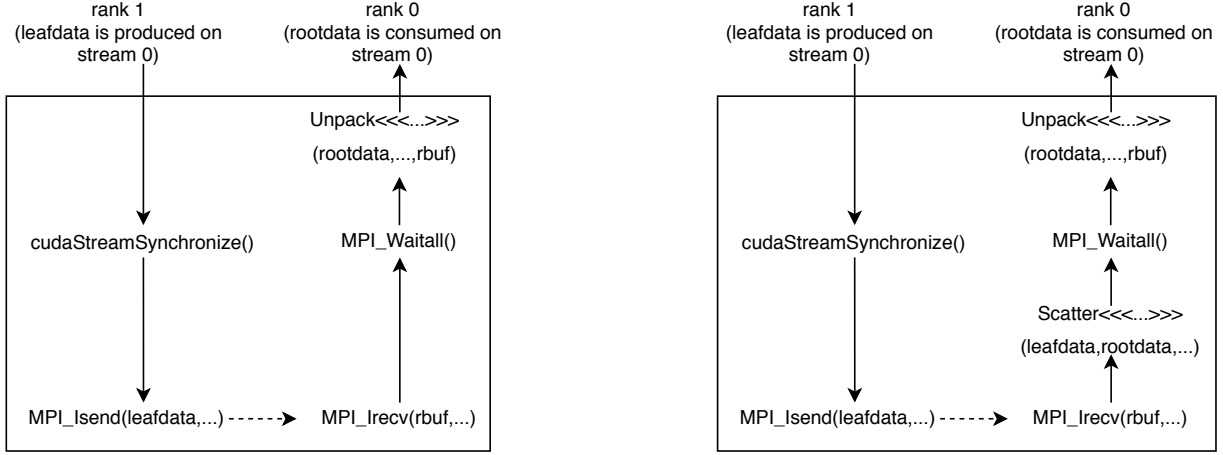 rank 1
(leafdata is produced on
stream 0)
rank 0
(rootdata is consumed on
stream 0)
Unpack<<<...>>>
(rootdata,...,rbuf)
cudaStreamSynchronize()
MPI_Waitall()
MPI_Isend(leafdata,...)
MPI_Irecv(rbuf,...)
rank 1
(leafdata is produced on
stream 0)
rank 0
(rootdata is consumed on
stream 0)
Unpack<<<...>>>
(rootdata,...,rbuf)
cudaStreamSynchronize()
MPI_Waitall()
Scatter<<<...>>>
(leafdata,rootdata,...)
MPI_Isend(leafdata,...)
MPI_Irecv(rbuf,...)